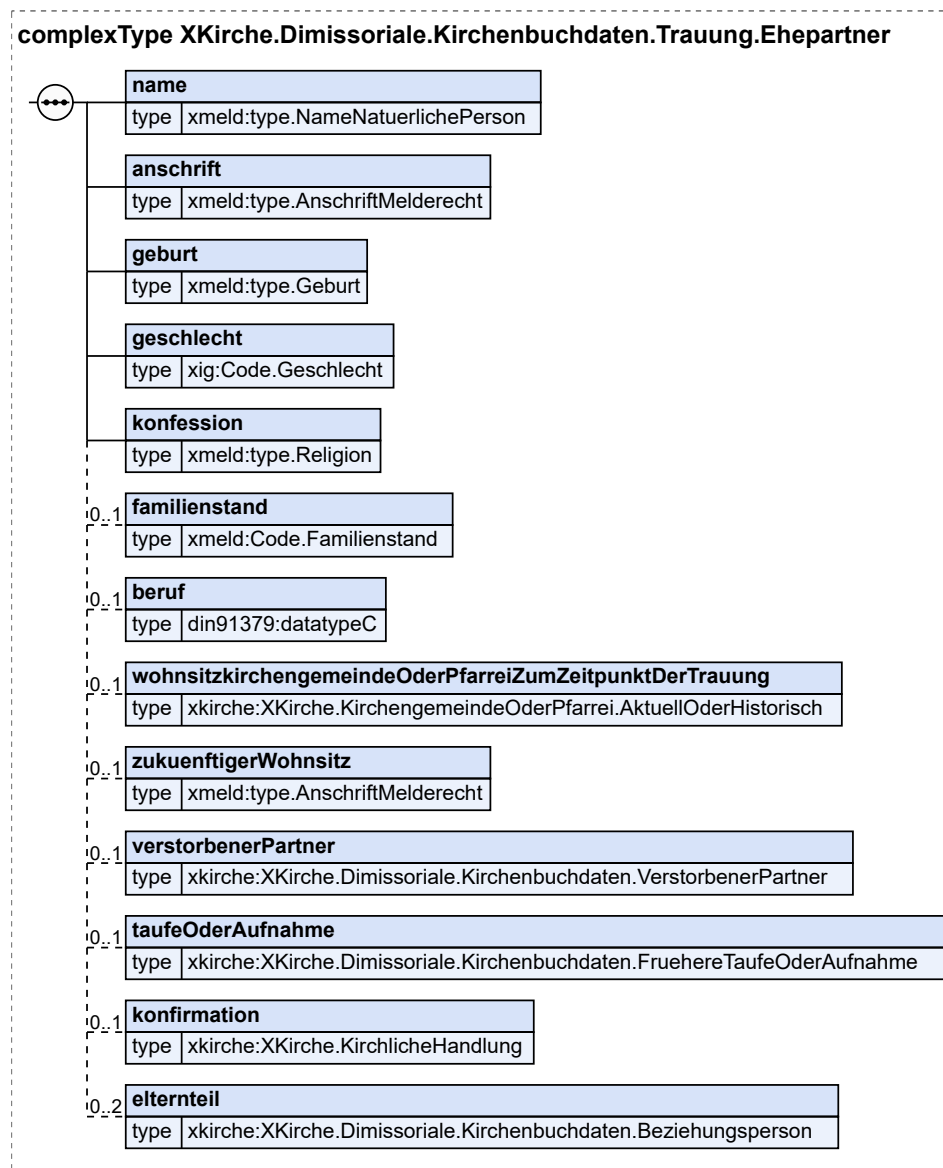 complexType XKirche.Dimissoriale.Kirchenbuchdaten.Trauung.Ehepartner
name
type xmeld:type.NameNatuerlichePerson
anschrift
type xmeld:type.AnschriftMelderecht
geburt
type xmeld:type.Geburt
geschlecht
type xig:Code.Geschlecht
konfession
type xmeld:type.Religion
0..1 familienstand
type xmeld:Code.Familienstand
0..1 beruf
type din91379:datatypeC
0..1 wohnsitzkirchengemeindeOderPfarreiZumZeitpunktDerTrauung
type xkirche:XKirche.KirchengemeindeOderPfarrei.AktuellOderHistorisch
0..1 zukuenftigerWohnsitz
type xmeld:type.AnschriftMelderecht
0..1 verstorbenerPartner
type xkirche:XKirche.Dimissoriale.Kirchenbuchdaten.VerstorbenerPartner
0..1 taufeOderAufnahme
type xkirche:XKirche.Dimissoriale.Kirchenbuchdaten.FruehereTaufeOderAufnahme
0..1 konfirmation
type xkirche:XKirche.KirchlicheHandlung
0..2 elternteil
type xkirche:XKirche.Dimissoriale.Kirchenbuchdaten.Beziehungsperson